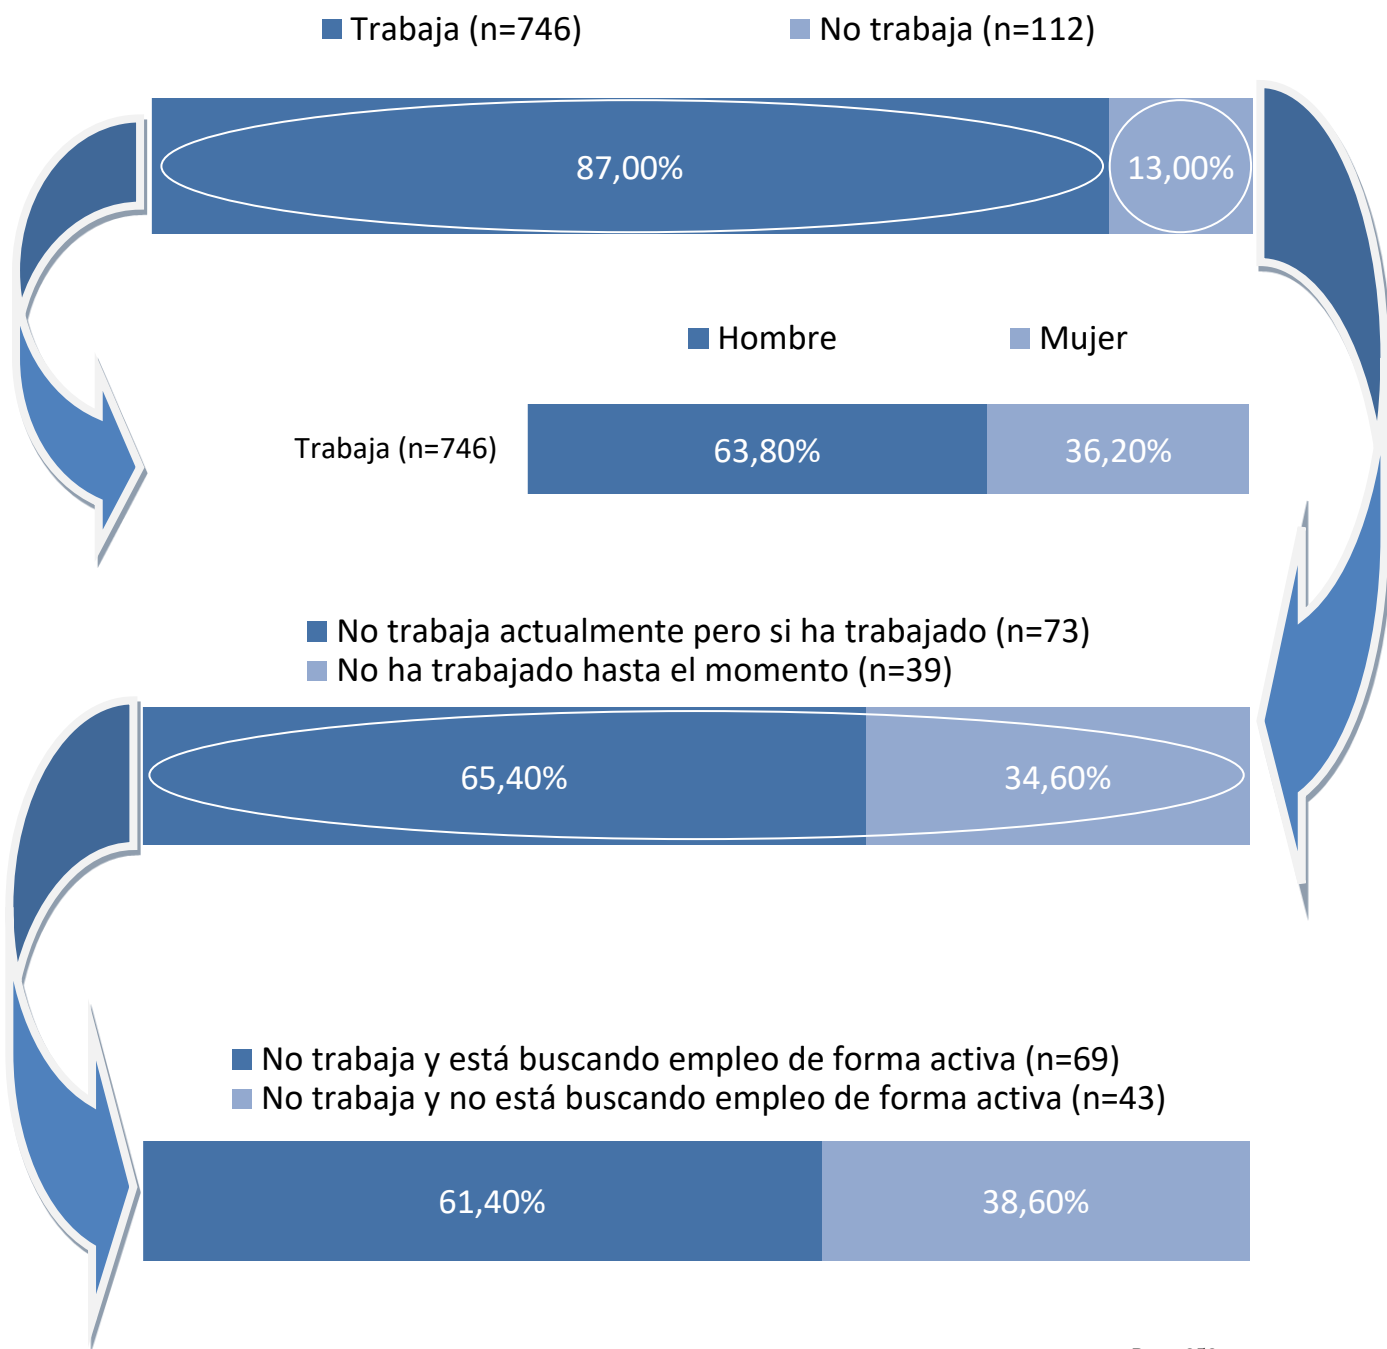 Trabaja (n=746) No trabaja (n=112)
87,00% 13,00%
Hombre Mujer
Trabaja (n=746) 63,80% 36,20%
No trabaja actualmente pero si ha trabajado (n=73)
No ha trabajado hasta el momento (n=39)
65,40% 34,60%
No trabaja y está buscando empleo de forma activa (n=69)
No trabaja y no está buscando empleo de forma activa (n=43)
61,40% 38,60%